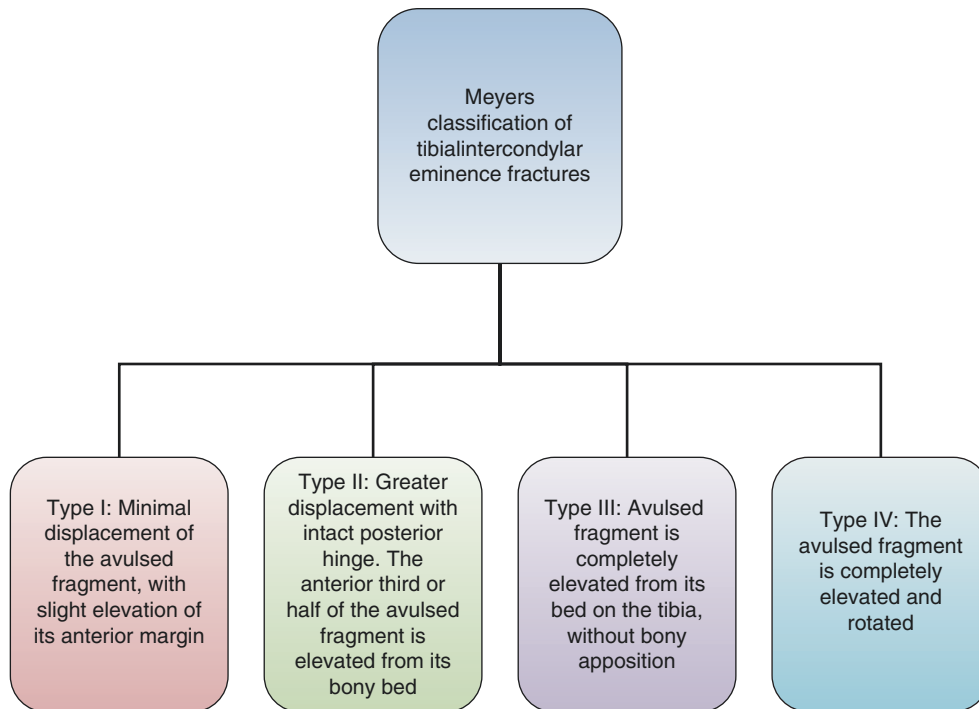 Meyers
classification of
tibialintercondylar
eminence fractures
Type I: Minimal
displacement of
the avulsed
fragment, with
slight elevation of
its anterior margin
Type II: Greater
displacement with
intact posterior
hinge. The
anterior third or
half of the avulsed
fragment is
elevated from its
bony bed
Type III: Avulsed
fragment is
completely
elevated from its
bed on the tibia,
without bony
apposition
Type IV: The
avulsed fragment
is completely
elevated and
rotated